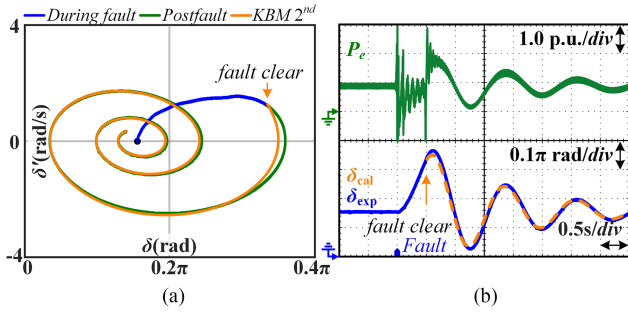 During fault Postfault KBM 2nd
4
fault clear
δ′(rad/s)
0
-4
0
0.2π
0.4π
δ(rad)
(a)
1.0 p.u./div
Pe
0.1π rad/div
δcal
δexp
fault clear
Fault
0.5s/div
(b)